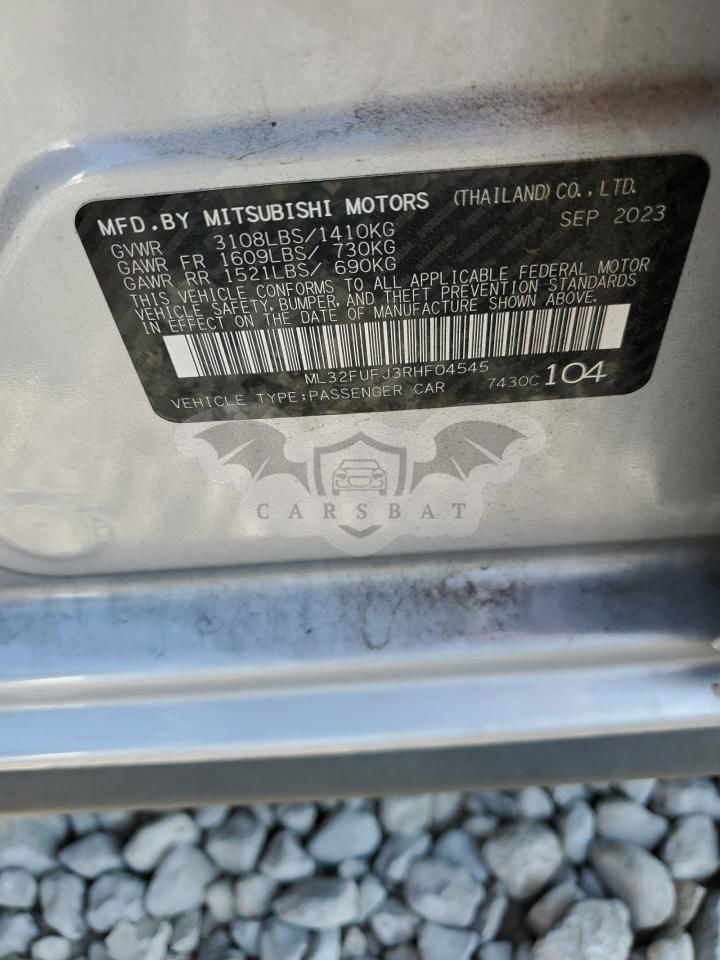 MFD.BY MITSUBISHI MOTORS (THAILAND) CO.,LTD.
SEP 2023
GVWR 3108LBS/1410KG
GAWR FR 1609LBS/ 730KG
GAWR RR 1521LBS/ 690KG
THIS VEHICLE CONFORMS TO ALL APPLICABLE FEDERAL MOTOR
VEHICLE SAFETY, BUMPER, AND THEFT PREVENTION STANDARDS
IN EFFECT ON THE DATE OF MANUFACTURE SHOWN ABOVE.
ML32FUFJ3RHF04545
VEHICLE TYPE:PASSENGER CAR 7430C 104
CARSBAT